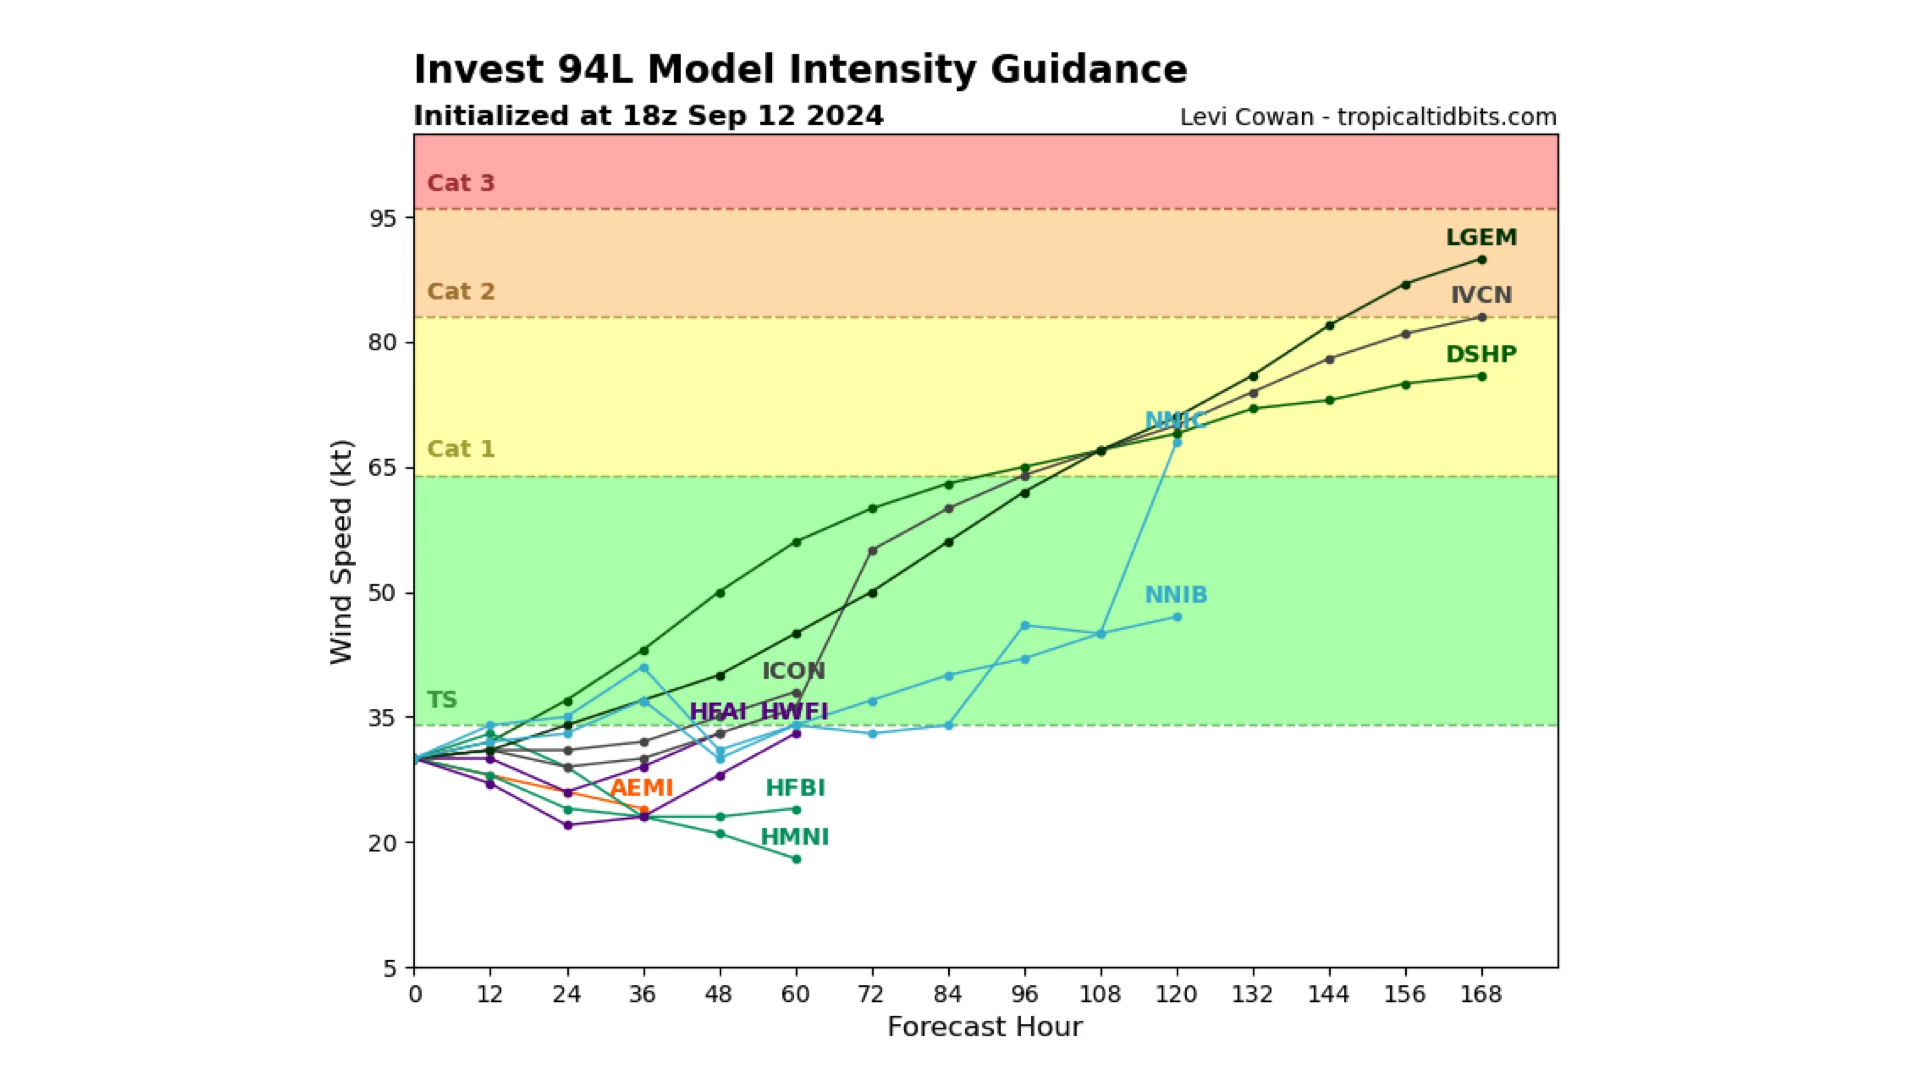 Invest 94L Model Intensity Guidance
Initialized at 18z Sep 12 2024
Levi Cowan - tropicaltidbits.com
Cat 3
95
LGEM
Cat 2
IVCN
80
DSHP
NNIC
Cat 1
65
Wind Speed (kt)
50
NNIB
ICON
TS
35
HFAI HWFI
AEMI
HFBI
HMNI
20
5
0 12 24 36 48 60 72 84 96 108 120 132 144 156 168
Forecast Hour